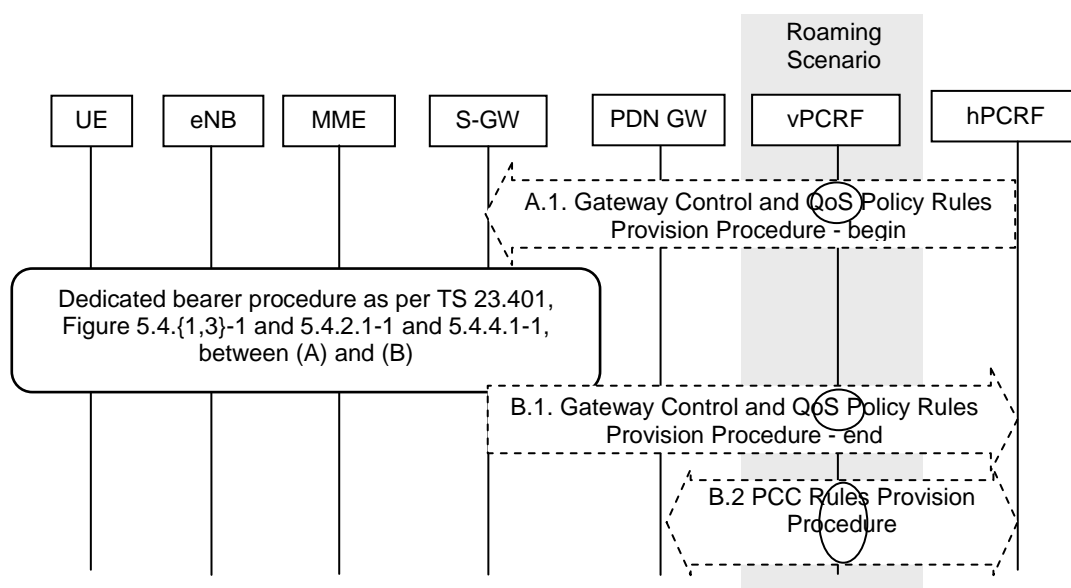 Roaming
Scenario
UE
eNB
MME
S-GW
PDN GW
vPCRF
hPCRF
A.1. Gateway Control and QoS Policy Rules
Provision Procedure - begin
Dedicated bearer procedure as per TS 23.401,
Figure 5.4.{1,3}-1 and 5.4.2.1-1 and 5.4.4.1-1,
between (A) and (B)
B.1. Gateway Control and QoS Policy Rules
Provision Procedure - end
B.2 PCC Rules Provision
Procedure